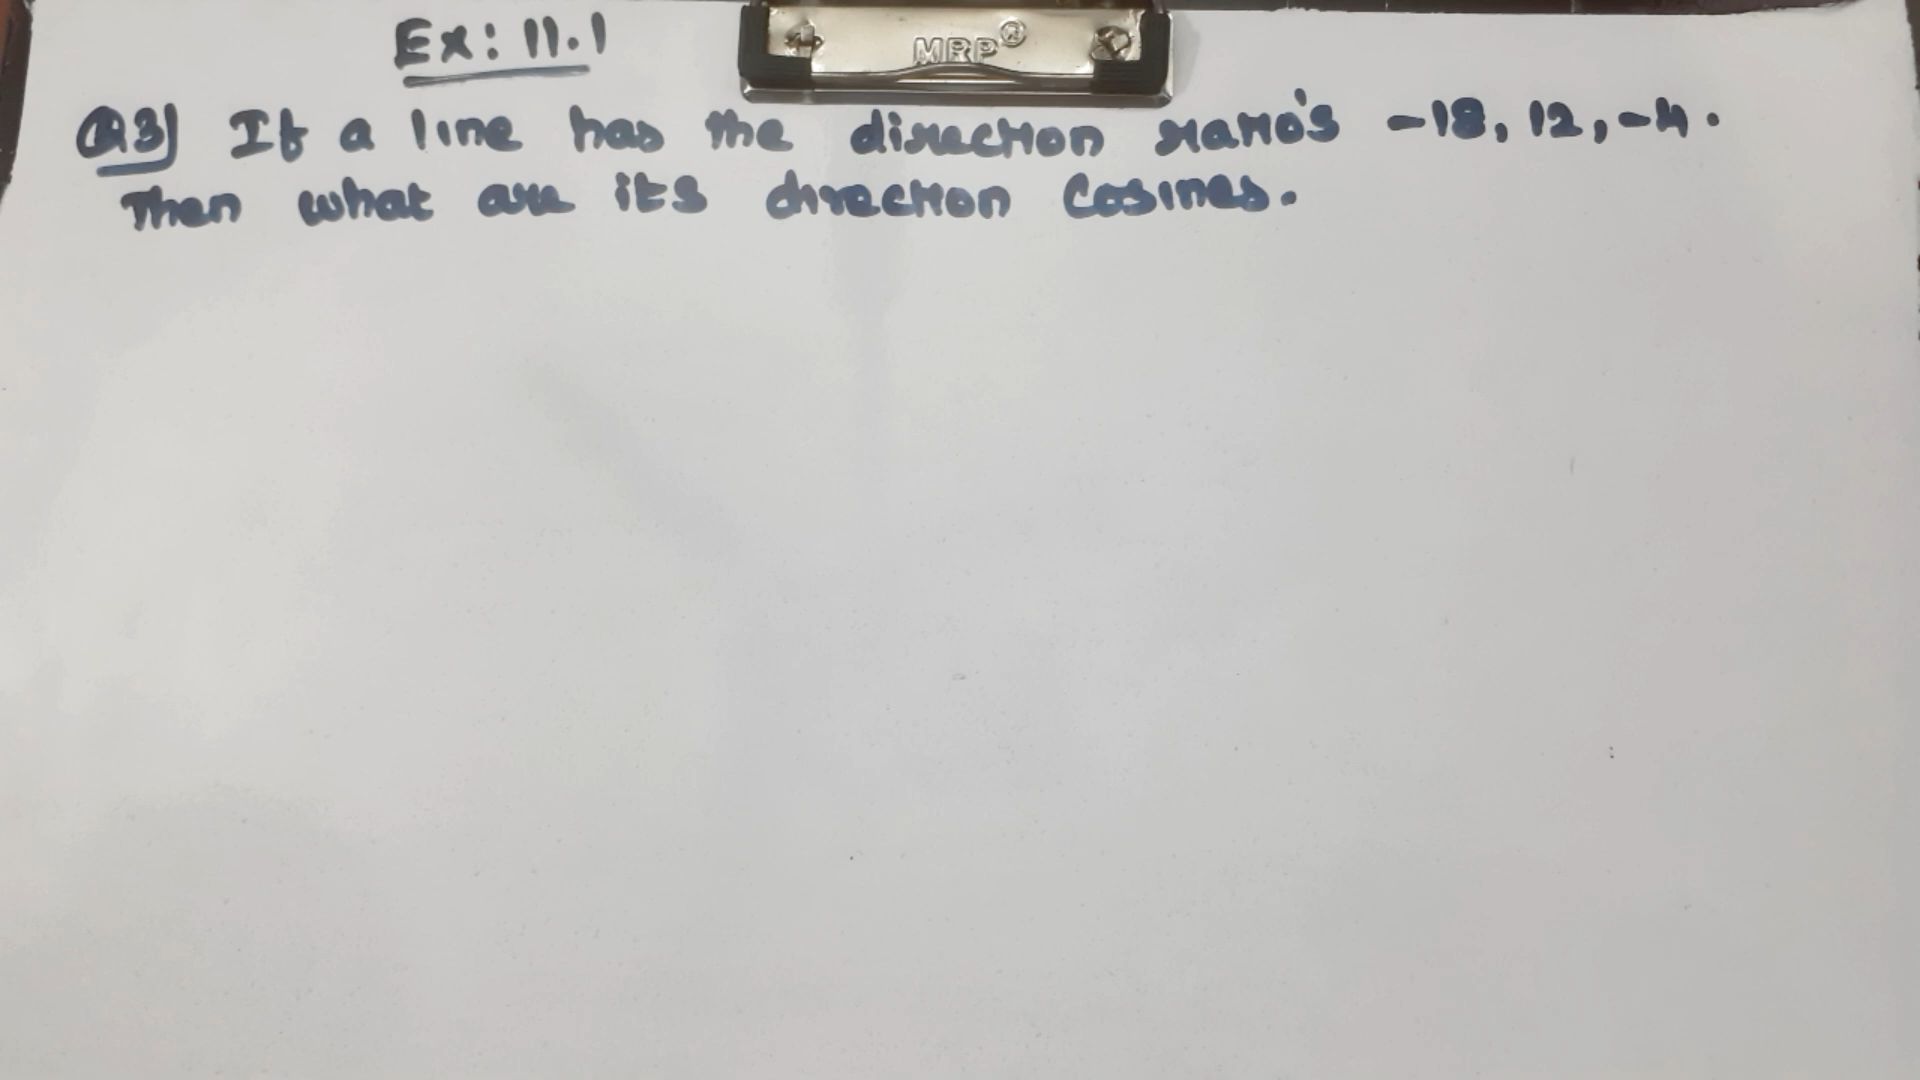 Ex: 11.1
MRP®
Q3) If a line has the direction ratio's -18, 12, -4.
Then what are its direction Cosines.